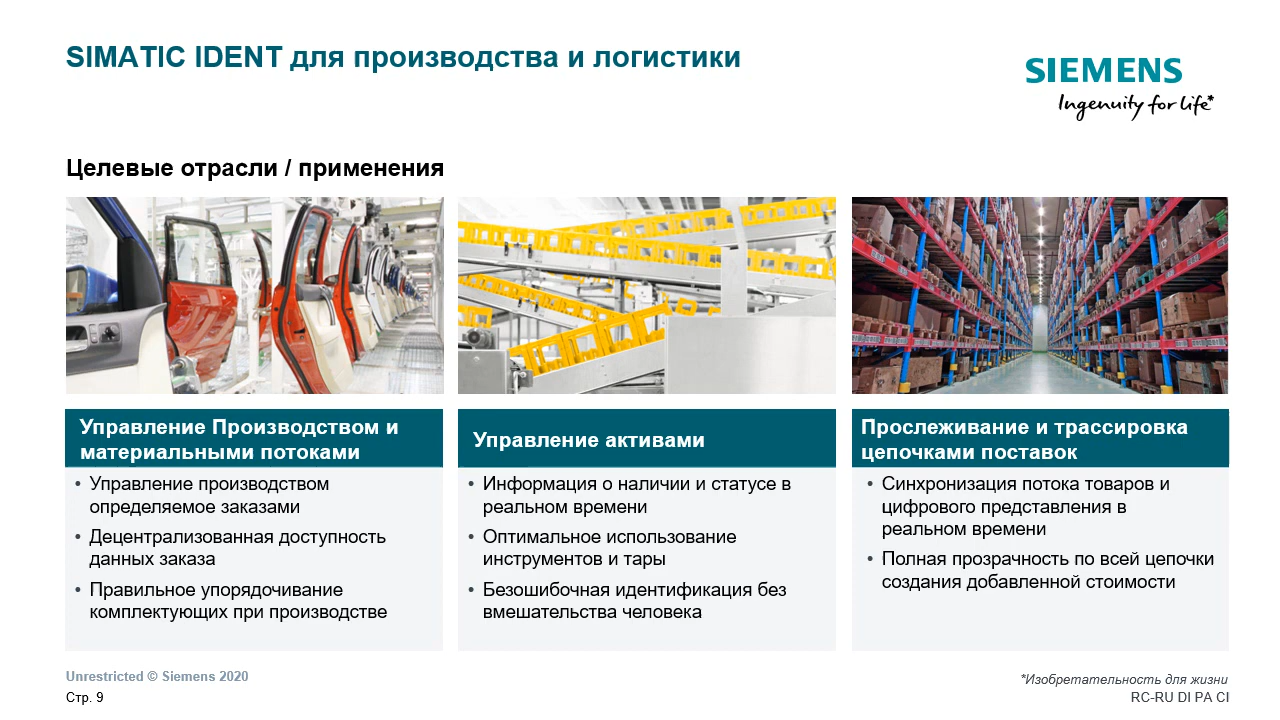 SIMATIC IDENT для производства и логистики
SIEMENS
Ingenuity for life*
Целевые отрасли / применения
Управление Производством и
материальными потоками
• Управление производством
определяемое заказами
• Децентрализованная доступность
данных заказа
• Правильное упорядочивание
комплектующих при производстве
Управление активами
• Информация о наличии и статусе в
реальном времени
• Оптимальное использование
инструментов и тары
• Безошибочная идентификация без
вмешательства человека
Прослеживание и трассировка
цепочками поставок
• Синхронизация потока товаров и
цифрового представления в
реальном времени
• Полная прозрачность по всей цепочки
создания добавленной стоимости
Unrestricted © Siemens 2020
Стр. 9
*Изобретательность для жизни
RC-RU DI PA CI